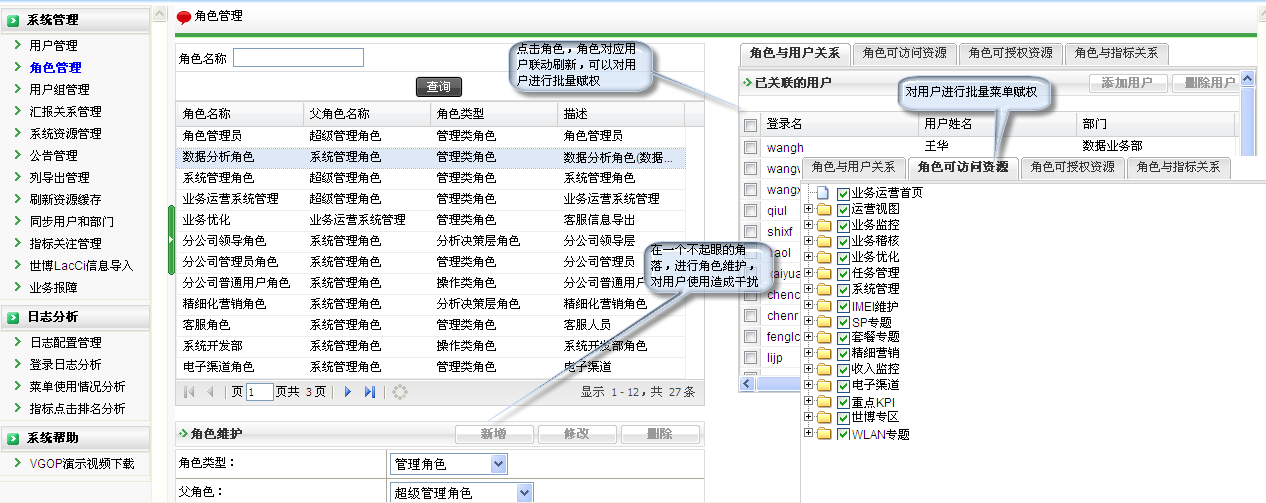 系统管理
用户管理
角色管理
用户组管理
汇报关系管理
系统资源管理
公告管理
列导出管理
刷新资源缓存
同步用户和部门
指标关注管理
世博LacCi信息导入
业务报障
日志分析
日志配置管理
登录日志分析
菜单使用情况分析
指标点击排名分析
系统帮助
VGOP演示视频下载
角色管理
角色名称
查询
角色名称 父角色名称 角色类型 描述
角色管理员 超级管理角色 管理类角色 角色管理员
数据分析角色 系统管理角色 管理类角色 数据分析角色(数据...
系统管理角色 超级管理角色 管理类角色 系统管理角色
业务运营系统管理 超级管理角色 管理类角色 业务运营系统管理
业务优化 业务运营系统管理 管理类角色 客服信息导出
分公司领导角色 系统管理角色 分析决策层角色 分公司领导层
分公司管理员角色 系统管理角色 管理类角色 分公司管理员
分公司普通用户角色 系统管理角色 操作类角色 分公司普通用户
精细化营销角色 系统管理角色 分析决策层角色 精细化营销角色
客服角色 系统管理角色 管理类角色 客服人员
系统开发部 系统管理角色 操作类角色 系统开发部角色
电子渠道角色 系统管理角色 管理类角色 电子渠道
页 1 页共 3 页 显示 1 - 12，共 27 条
角色维护 新增 修改 删除
角色类型： 管理角色
父角色： 超级管理角色
点击角色，角色对应用
户联动刷新，可以对用
户进行批量赋权
在一个不起眼的角
落，进行角色维护，
对用户使用造成干扰
角色与用户关系 角色可访问资源 角色可授权资源 角色与指标关系
已关联的用户 添加用户 删除用户
对用户进行批量菜单赋权
登录名 用户姓名 部门
wangh 王华 数据业务部
wangx
qiul
shixf
chenc
chenr
fenglc
lijp
角色与用户关系 角色可访问资源 角色可授权资源 角色与指标关系
业务运营首页
运营视图
业务监控
业务稽核
业务优化
任务管理
系统管理
IMEI维护
SP专题
套餐专题
精细营销
收入监控
电子渠道
重点KPI
世博专区
WLAN专题